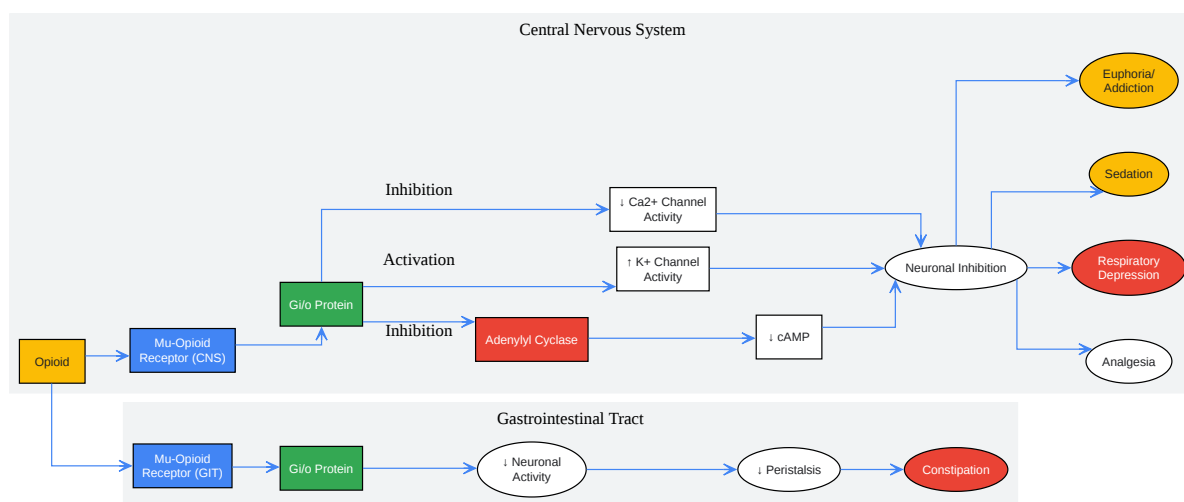 Central Nervous System
Euphoria/
Addiction
Sedation
Inhibition
↓ Ca2+ Channel
Activity
Activation
↑ K+ Channel
Activity
Neuronal Inhibition
Respiratory
Depression
Gi/o Protein
Inhibition
Adenylyl Cyclase
↓ cAMP
Mu-Opioid
Receptor (CNS)
Opioid
Analgesia
Gastrointestinal Tract
Mu-Opioid
Receptor (GIT)
Gi/o Protein
↓ Neuronal
Activity
↓ Peristalsis
Constipation